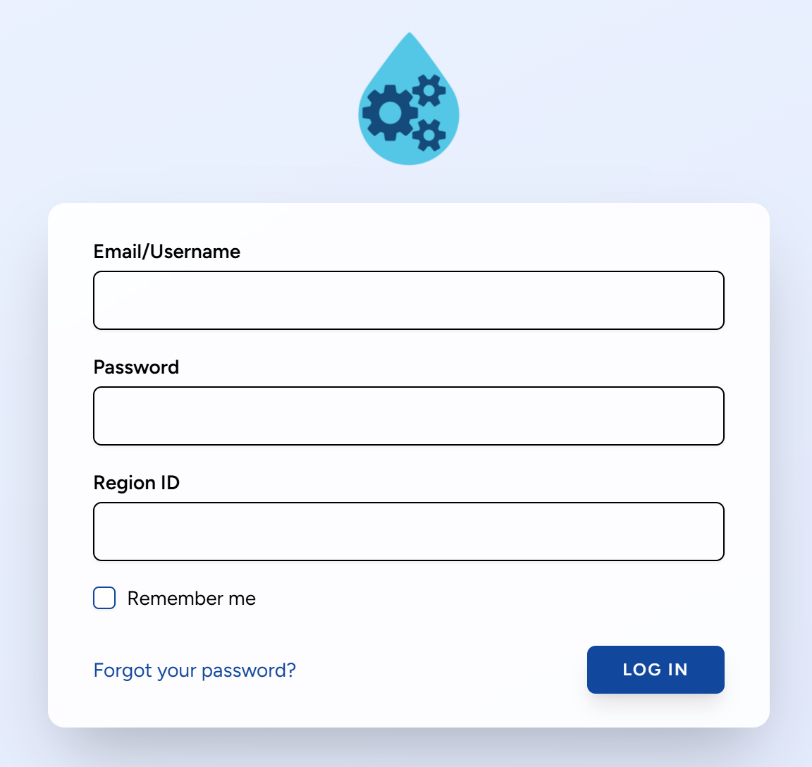 Email/Username
Password
Region ID
Remember me
Forgot your password?
LOG IN